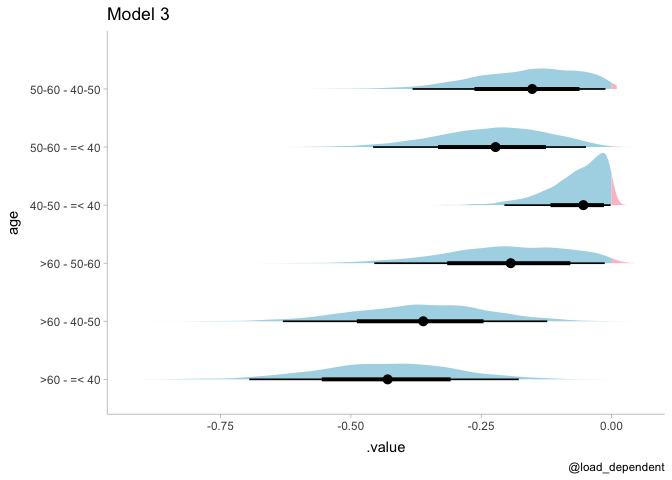 Model 3
age
50-60 - 40-50
50-60 - =< 40
40-50 - =< 40
>60 - 50-60
>60 - 40-50
>60 - =< 40
-0.75 -0.50 -0.25 0.00
.value
@load_dependent